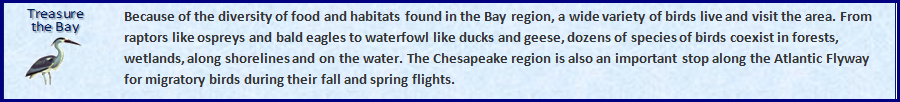 Treasure
the Bay
Because of the diversity of food and habitats found in the Bay region, a wide variety of birds live and visit the area. From
raptors like ospreys and bald eagles to waterfowl like ducks and geese, dozens of species of birds coexist in forests,
wetlands, along shorelines and on the water. The Chesapeake region is also an important stop along the Atlantic Flyway
for migratory birds during their fall and spring flights.